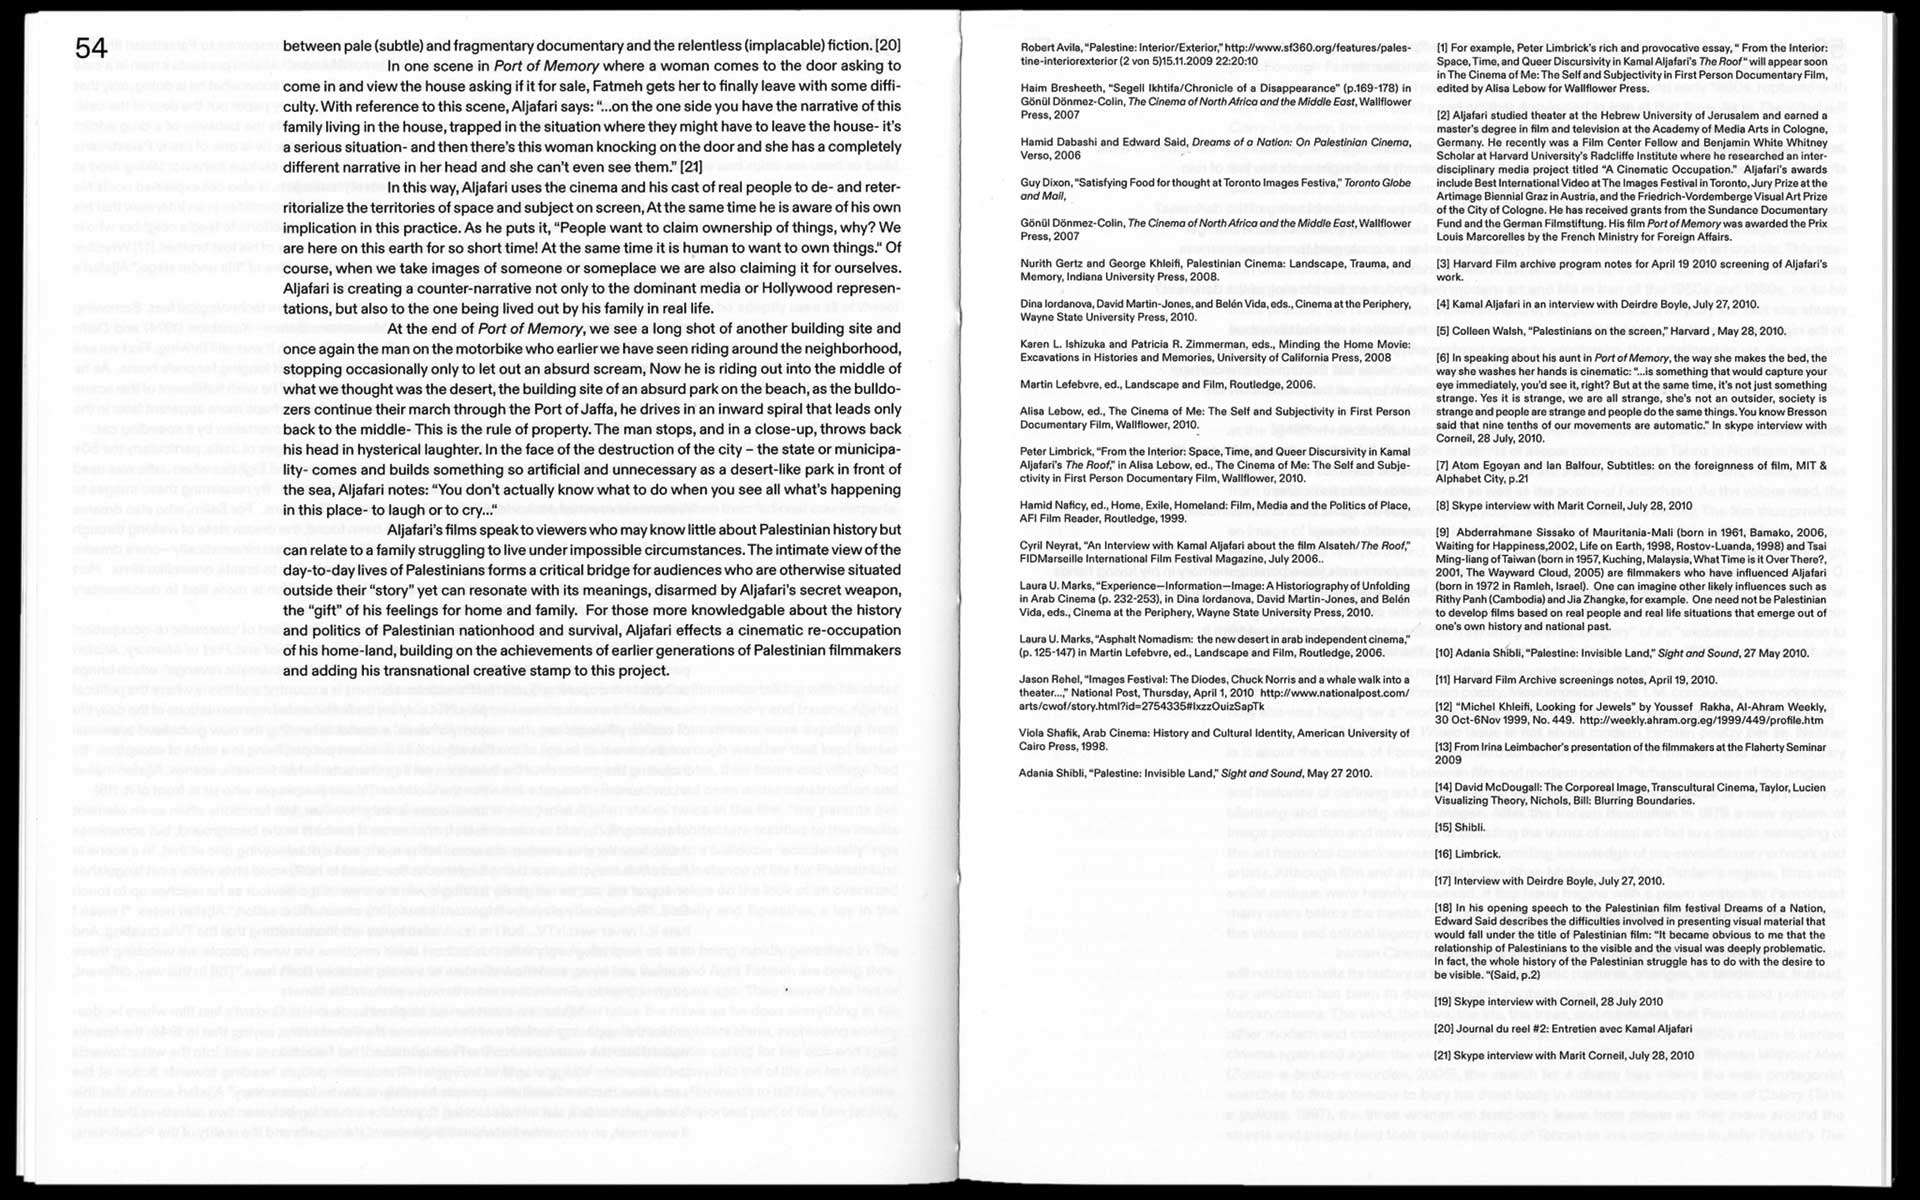 54
between pale (subtle) and fragmentary documentary and the relentless (implacable) fiction. [20]
In one scene in Port of Memory where a woman comes to the door asking to
come in and view the house asking if it for sale, Fatmeh gets her to finally leave with some diffi-
culty. With reference to this scene, Aljafari says: “...on the one side you have the narrative of this
family living in the house, trapped in the situation where they might have to leave the house- it’s
a serious situation- and then there’s this woman knocking on the door and she has a completely
different narrative in her head and she can’t even see them.” [21]
In this way, Aljafari uses the cinema and his cast of real people to de- and reter-
ritorialize the territories of space and subject on screen, At the same time he is aware of his own
implication in this practice. As he puts it, “People want to claim ownership of things, why? We
are here on this earth for so short time! At the same time it is human to want to own things.“ Of
course, when we take images of someone or someplace we are also claiming it for ourselves.
Aljafari is creating a counter-narrative not only to the dominant media or Hollywood represen-
tations, but also to the one being lived out by his family in real life.
At the end of Port of Memory, we see a long shot of another building site and
once again the man on the motorbike who earlier we have seen riding around the neighborhood,
stopping occasionally only to let out an absurd scream, Now he is riding out into the middle of
what we thought was the desert, the building site of an absurd park on the beach, as the bulldo-
zers continue their march through the Port of Jaffa, he drives in an inward spiral that leads only
back to the middle- This is the rule of property. The man stops, and in a close-up, throws back
his head in hysterical laughter. In the face of the destruction of the city – the state or municipa-
lity- comes and builds something so artificial and unnecessary as a desert-like park in front of
the sea, Aljafari notes: “You don’t actually know what to do when you see all what’s happening
in this place- to laugh or to cry...“
Aljafari’s films speak to viewers who may know little about Palestinian history but
can relate to a family struggling to live under impossible circumstances. The intimate view of the
day-to-day lives of Palestinians forms a critical bridge for audiences who are otherwise situated
outside their “story” yet can resonate with its meanings, disarmed by Aljafari’s secret weapon,
the “gift” of his feelings for home and family. For those more knowledgable about the history
and politics of Palestinian nationhood and survival, Aljafari effects a cinematic re-occupation
of his home-land, building on the achievements of earlier generations of Palestinian filmmakers
and adding his transnational creative stamp to this project.
Robert Avila, “Palestine: Interior/Exterior,” http://www.sf360.org/features/pales-
tine-interiorexterior (2 von 5)15.11.2009 22:20:10
Haim Bresheeth, “Segell Ikhtifa/Chronicle of a Disappearance” (p.169-178) in
Gönül Dönmez-Colin, The Cinema of North Africa and the Middle East, Wallflower
Press, 2007
Hamid Dabashi and Edward Said, Dreams of a Nation: On Palestinian Cinema,
Verso, 2006
Guy Dixon, “Satisfying Food for thought at Toronto Images Festiva,” Toronto Globe
and Mail,
Gönül Dönmez-Colin, The Cinema of North Africa and the Middle East, Wallflower
Press, 2007
Nurith Gertz and George Khleifi, Palestinian Cinema: Landscape, Trauma, and
Memory, Indiana University Press, 2008.
Dina Iordanova, David Martin-Jones, and Belén Vida, eds., Cinema at the Periphery,
Wayne State University Press, 2010.
Karen L. Ishizuka and Patricia R. Zimmerman, eds., Minding the Home Movie:
Excavations in Histories and Memories, University of California Press, 2008
Martin Lefebvre, ed., Landscape and Film, Routledge, 2006.
Alisa Lebow, ed., The Cinema of Me: The Self and Subjectivity in First Person
Documentary Film, Wallflower, 2010.
Peter Limbrick, “From the Interior: Space, Time, and Queer Discursivity in Kamal
Aljafari’s The Roof,” in Alisa Lebow, ed., The Cinema of Me: The Self and Subje-
ctivity in First Person Documentary Film, Wallflower, 2010.
Hamid Naficy, ed., Home, Exile, Homeland: Film, Media and the Politics of Place,
AFI Film Reader, Routledge, 1999.
Cyril Neyrat, “An Interview with Kamal Aljafari about the film Alsateh/The Roof,”
FIDMarseille International Film Festival Magazine, July 2006..
Laura U. Marks, “Experience—Information—Image: A Historiography of Unfolding
in Arab Cinema (p. 232-253), in Dina Iordanova, David Martin-Jones, and Belén
Vida, eds., Cinema at the Periphery, Wayne State University Press, 2010.
Laura U. Marks, “Asphalt Nomadism: the new desert in arab independent cinema,”
(p. 125-147) in Martin Lefebvre, ed., Landscape and Film, Routledge, 2006.
Jason Rehel, “Images Festival: The Diodes, Chuck Norris and a whale walk into a
theater...,” National Post, Thursday, April 1, 2010 http://www.nationalpost.com/
arts/cwof/story.html?id=2754335#IxzzOuizSapTk
Viola Shafik, Arab Cinema: History and Cultural Identity, American University of
Cairo Press, 1998.
Adania Shibli, “Palestine: Invisible Land,” Sight and Sound, May 27 2010.
[1] For example, Peter Limbrick’s rich and provocative essay, “ From the Interior:
Space, Time, and Queer Discursivity in Kamal Aljafari’s The Roof“ will appear soon
in The Cinema of Me: The Self and Subjectivity in First Person Documentary Film,
edited by Alisa Lebow for Wallflower Press.
[2] Aljafari studied theater at the Hebrew University of Jerusalem and earned a
master’s degree in film and television at the Academy of Media Arts in Cologne,
Germany. He recently was a Film Center Fellow and Benjamin White Whitney
Scholar at Harvard University’s Radcliffe Institute where he researched an inter-
disciplinary media project titled “A Cinematic Occupation.” Aljafari’s awards
include Best International Video at The Images Festival in Toronto, Jury Prize at the
Artimage Biennial Graz in Austria, and the Friedrich-Vordemberge Visual Art Prize
of the City of Cologne. He has received grants from the Sundance Documentary
Fund and the German Filmstiftung. His film Port of Memory was awarded the Prix
Louis Marcorelles by the French Ministry for Foreign Affairs.
[3] Harvard Film archive program notes for April 19 2010 screening of Aljafari’s
work.
[4] Kamal Aljafari in an interview with Deirdre Boyle, July 27, 2010.
[5] Colleen Walsh, “Palestinians on the screen,” Harvard , May 28, 2010.
[6] In speaking about his aunt in Port of Memory, the way she makes the bed, the
way she washes her hands is cinematic: “...is something that would capture your
eye immediately, you’d see it, right? But at the same time, it’s not just something
strange. Yes it is strange, we are all strange, she’s not an outsider, society is
strange and people are strange and people do the same things. You know Bresson
said that nine tenths of our movements are automatic.” In skype interview with
Corneil, 28 July, 2010.
[7] Atom Egoyan and Ian Balfour, Subtitles: on the foreignness of film, MIT &
Alphabet City, p.21
[8] Skype interview with Marit Corneil, July 28, 2010
[9] Abderrahmane Sissako of Mauritania-Mali (born in 1961, Bamako, 2006,
Waiting for Happiness,2002, Life on Earth, 1998, Rostov-Luanda, 1998) and Tsai
Ming-liang of Taiwan (born in 1957, Kuching, Malaysia, What Time is it Over There?,
2001, The Wayward Cloud, 2005) are filmmakers who have influenced Aljafari
(born in 1972 in Ramleh, Israel). One can imagine other likely influences such as
Rithy Panh (Cambodia) and Jia Zhangke, for example. One need not be Palestinian
to develop films based on real people and real life situations that emerge out of
one’s own history and national past.
[10] Adania Shibli, “Palestine: Invisible Land,” Sight and Sound, 27 May 2010.
[11] Harvard Film Archive screenings notes, April 19, 2010.
[12] “Michel Khleifi, Looking for Jewels” by Youssef Rakha, Al-Ahram Weekly,
30 Oct-6Nov 1999, No. 449. http://weekly.ahram.org.eg/1999/449/profile.htm
[13] From Irina Leimbacher’s presentation of the filmmakers at the Flaherty Seminar
2009
[14] David McDougall: The Corporeal Image, Transcultural Cinema, Taylor, Lucien
Visualizing Theory, Nichols, Bill: Blurring Boundaries.
[15] Shibli.
[16] Limbrick.
[17] Interview with Deirdre Boyle, July 27, 2010.
[18] In his opening speech to the Palestinian film festival Dreams of a Nation,
Edward Said describes the difficulties involved in presenting visual material that
would fall under the title of Palestinian film: “It became obvious to me that the
relationship of Palestinians to the visible and the visual was deeply problematic.
In fact, the whole history of the Palestinian struggle has to do with the desire to
be visible. “(Said, p.2)
[19] Skype interview with Corneil, 28 July 2010
[20] Journal du reel #2: Entretien avec Kamal Aljafari
[21] Skype interview with Marit Corneil, July 28, 2010